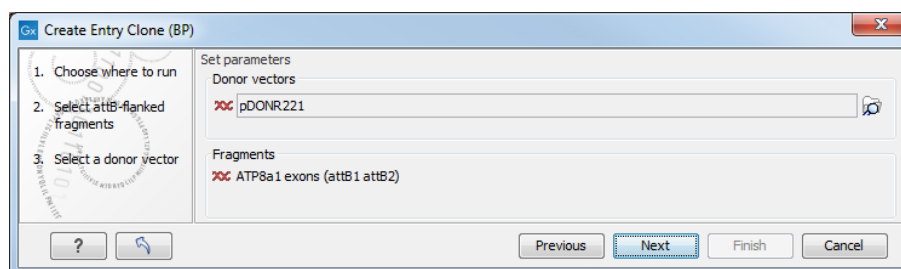 Gx Create Entry Clone (BP)
1. Choose where to run
2. Select attB-flanked
fragments
3. Select a donor vector
Set parameters
Donor vectors
pDONR221
Fragments
ATP8a1 exons (attB1 attB2)
? Previous Next Finish Cancel